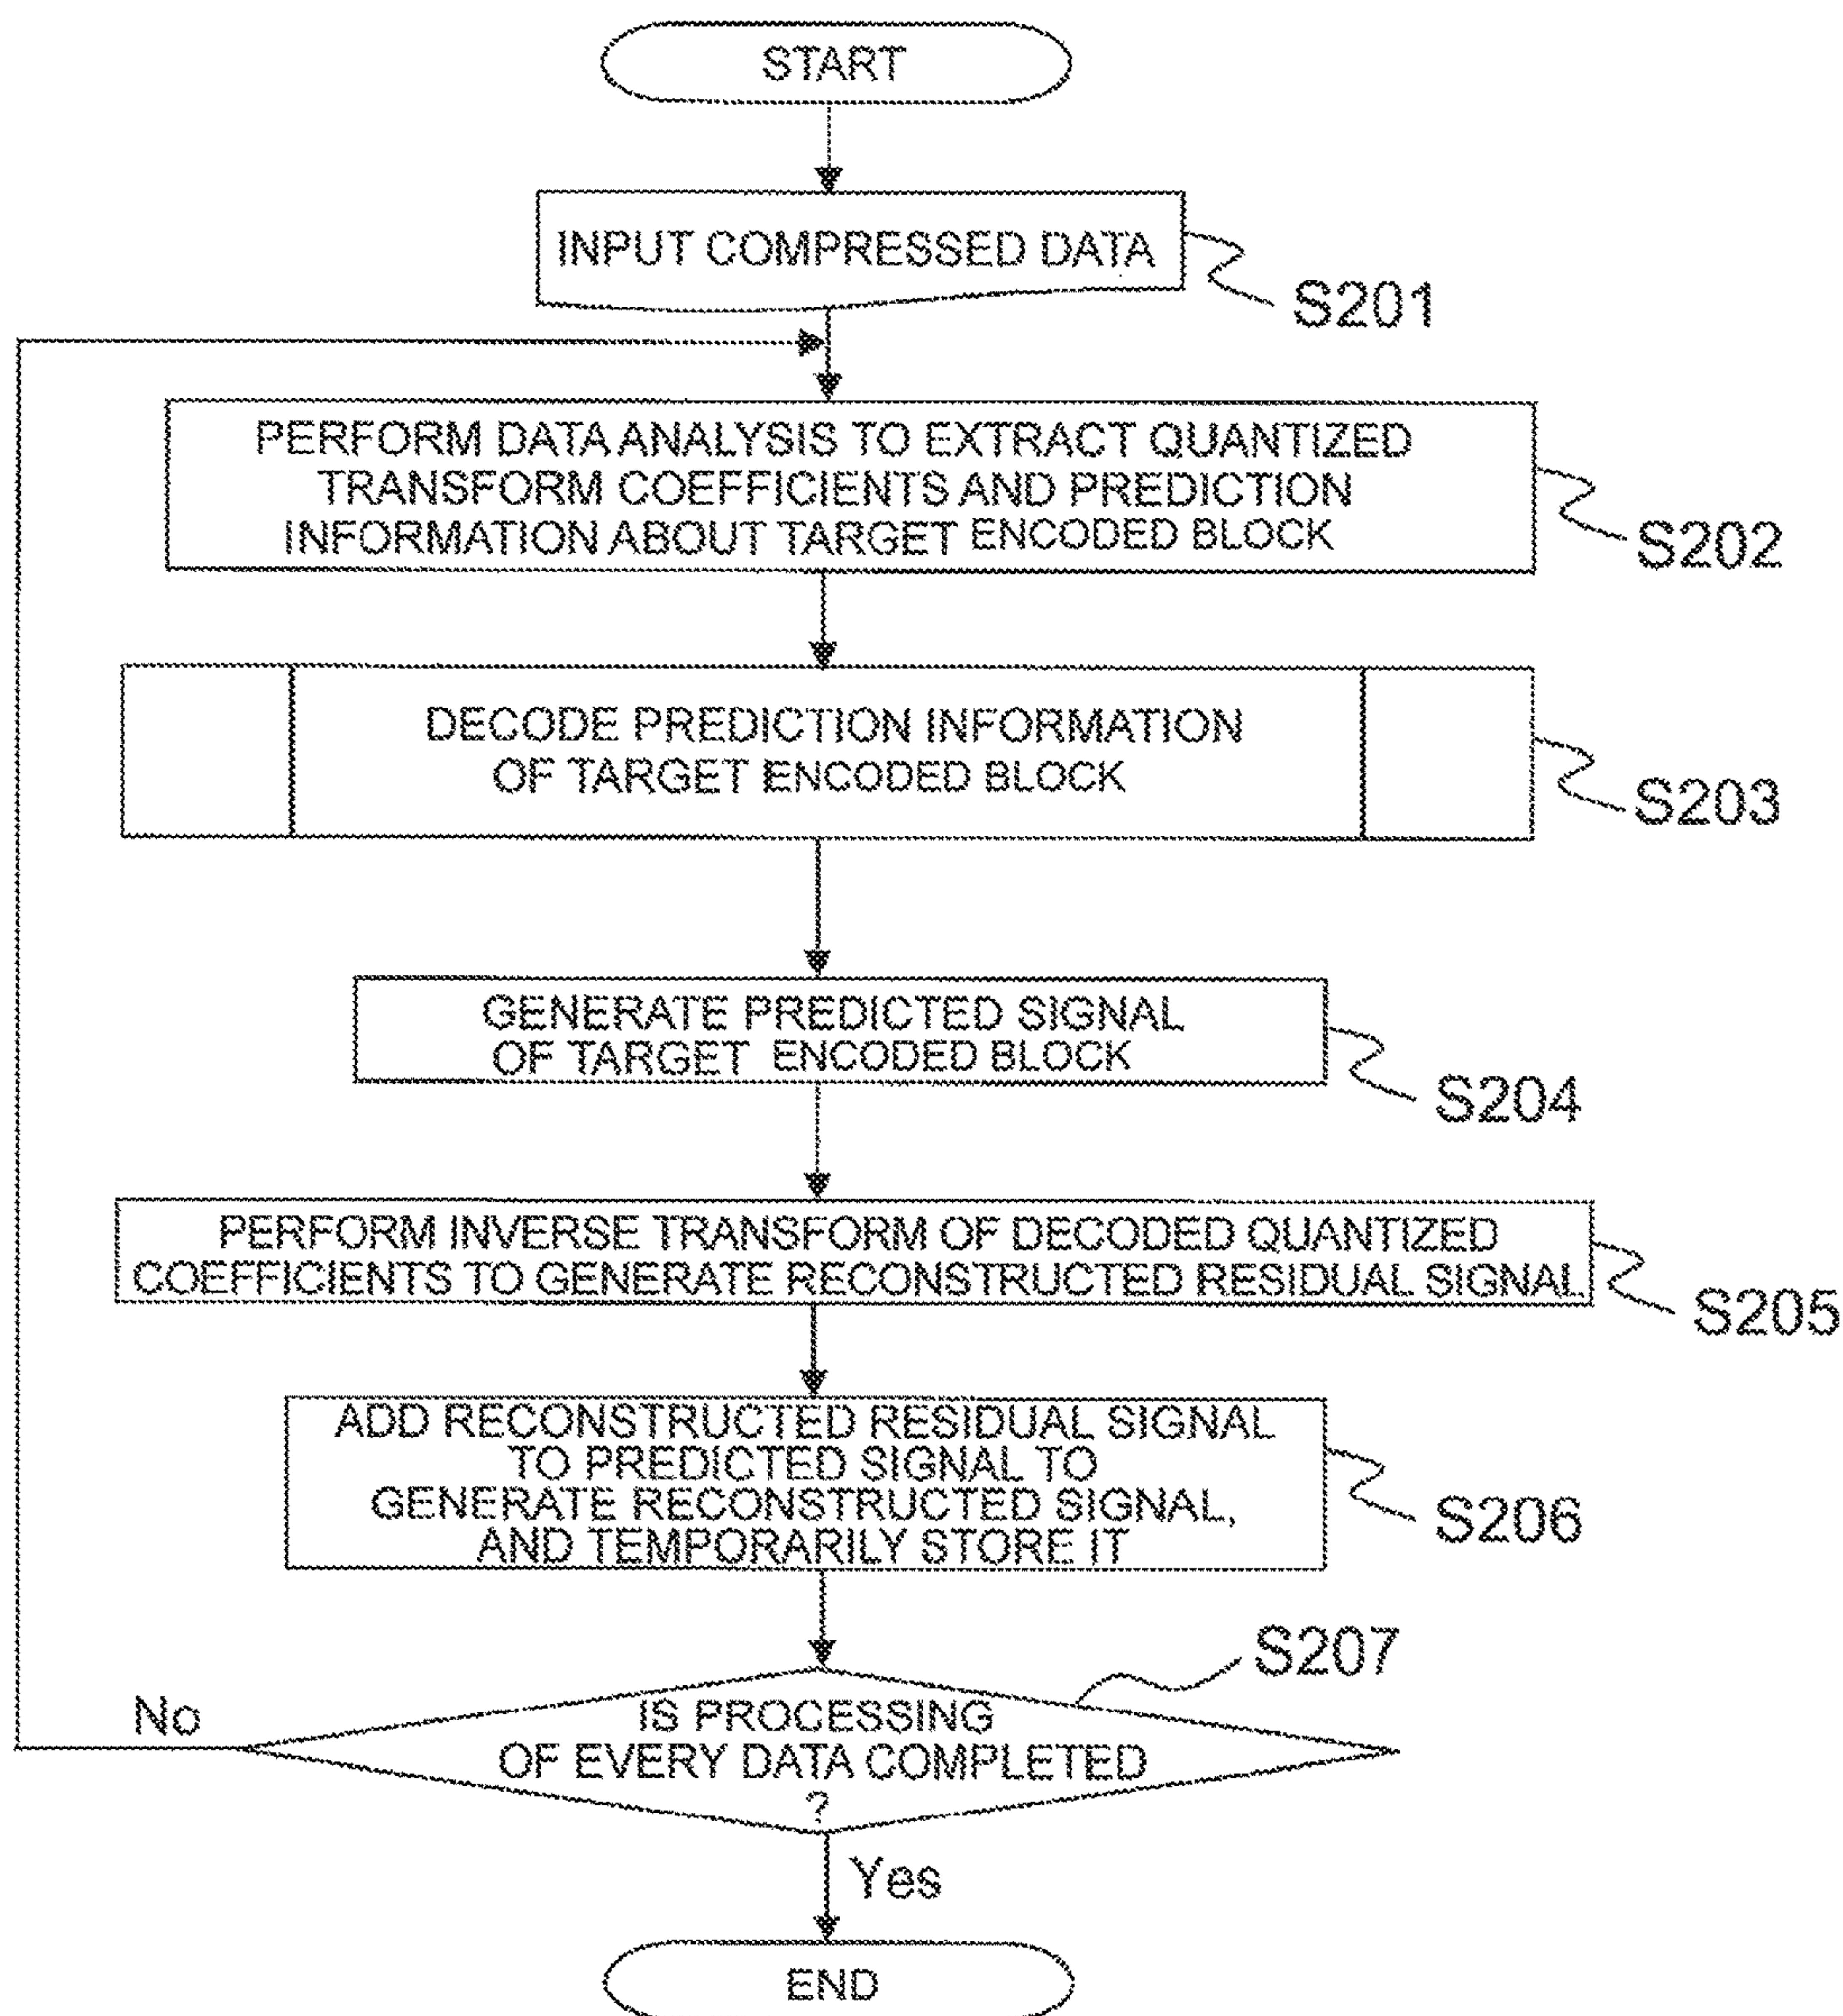 START
INPUT COMPRESSED DATA
S201
PERFORM DATA ANALYSIS TO EXTRACT QUANTIZED
TRANSFORM COEFFICIENTS AND PREDICTION
INFORMATION ABOUT TARGET ENCODED BLOCK
S202
DECODE PREDICTION INFORMATION
OF TARGET ENCODED BLOCK
S203
GENERATE PREDICTED SIGNAL
OF TARGET ENCODED BLOCK
S204
PERFORM INVERSE TRANSFORM OF DECODED QUANTIZED
COEFFICIENTS TO GENERATE RECONSTRUCTED RESIDUAL SIGNAL
S205
ADD RECONSTRUCTED RESIDUAL SIGNAL
TO PREDICTED SIGNAL TO
GENERATE RECONSTRUCTED SIGNAL,
AND TEMPORARILY STORE IT
S206
S207
No
IS PROCESSING
OF EVERY DATA COMPLETED
?
Yes
END